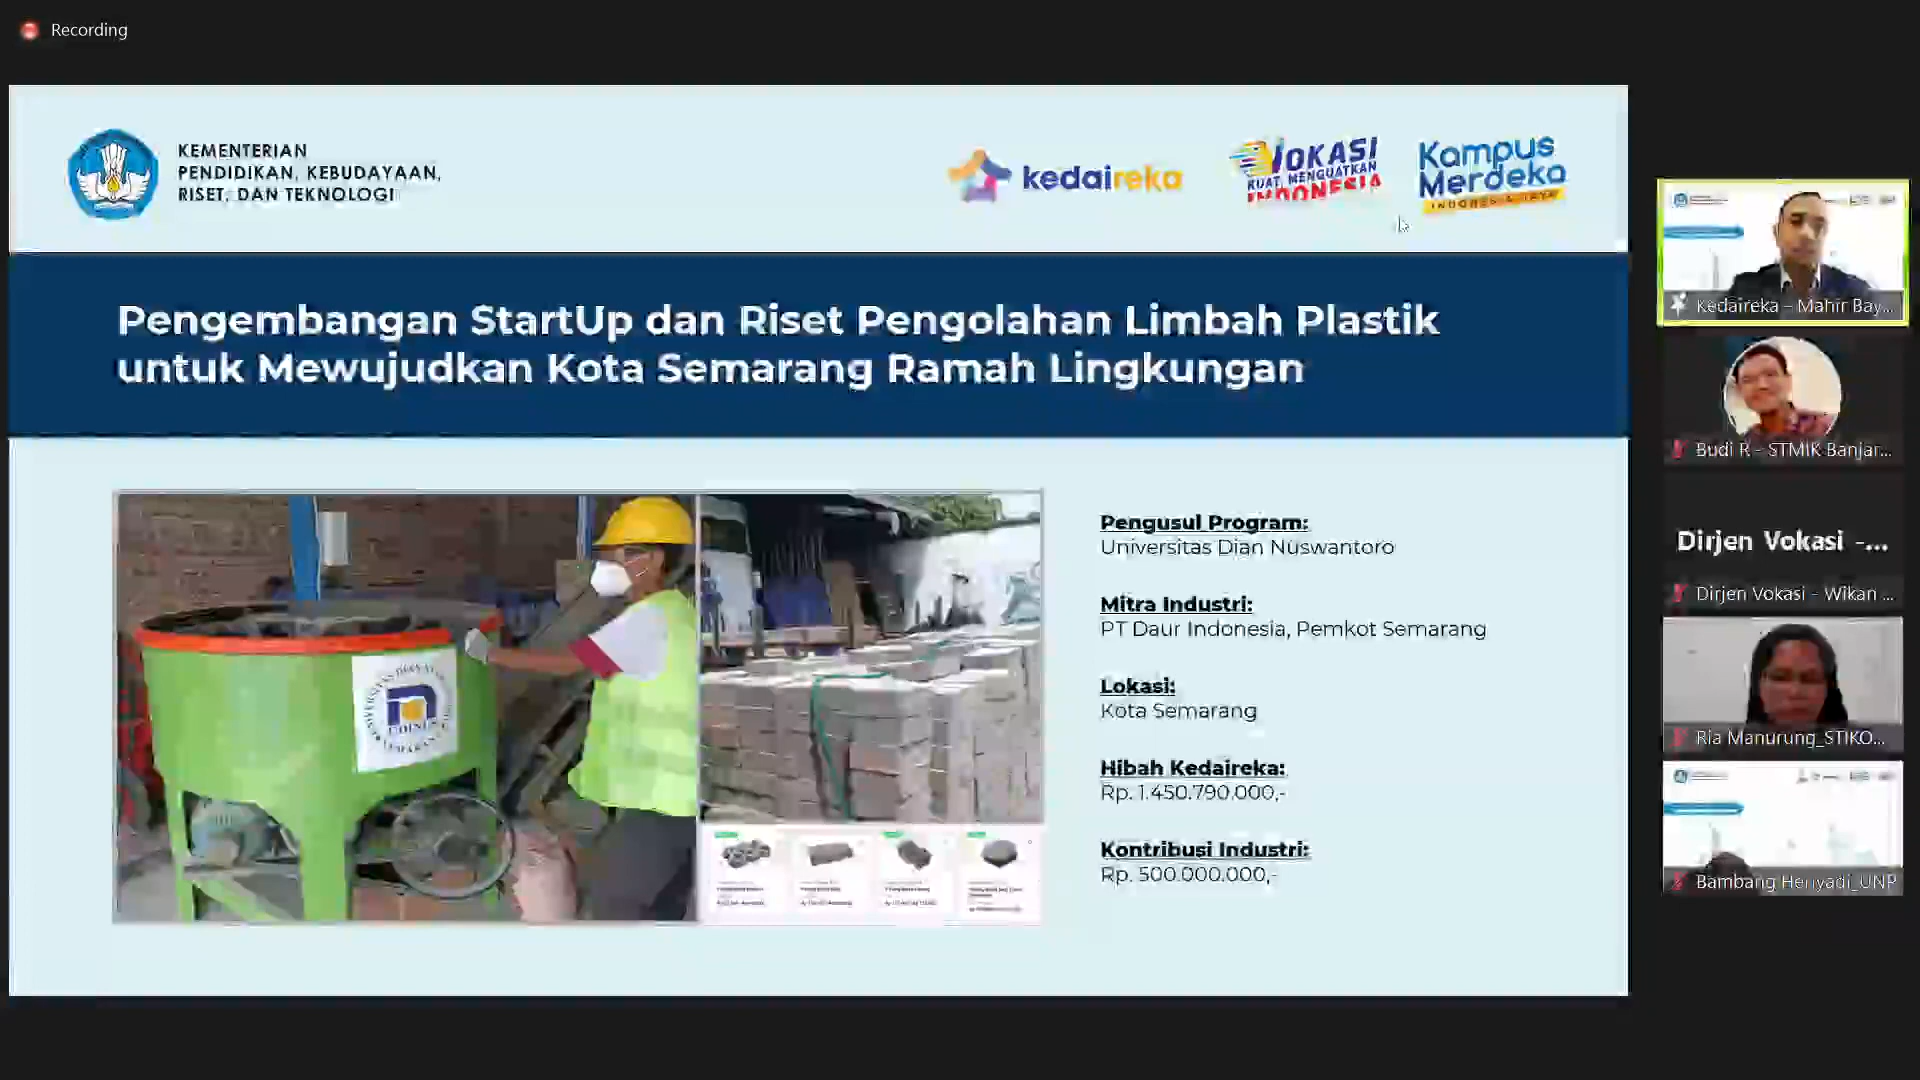 Recording
KEMENTERIAN
PENDIDIKAN, KEBUDAYAAN,
RISET, DAN TEKNOLOGI
kedaireka
VOKASI
KUAT, MENGUATKAN
INDONESIA
Kampus
Merdeka
INDONESIA JAYA
Pengembangan StartUp dan Riset Pengolahan Limbah Plastik
untuk Mewujudkan Kota Semarang Ramah Lingkungan
Pengusul Program:
Universitas Dian Nuswantoro
Mitra Industri:
PT Daur Indonesia, Pemkot Semarang
Lokasi:
Kota Semarang
Hibah Kedaireka:
Rp. 1.450.790.000,-
Kontribusi Industri:
Rp. 500.000.000,-
Kedaireka - Mahir Bay...
Budi R - STMIK Banjar...
Dirjen Vokasi -...
Dirjen Vokasi - Wikan ...
Ria Manurung_STIKO...
Bambang Heriyadi_UNP